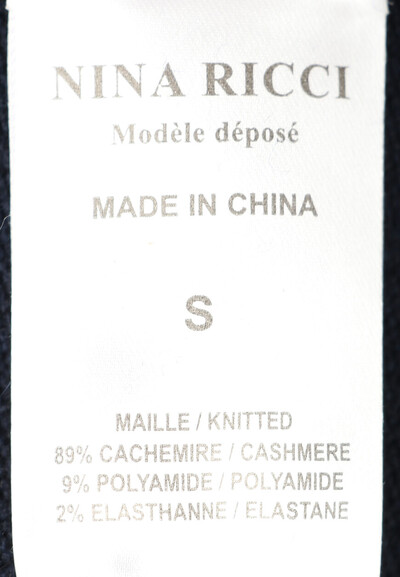 NINA RICCI
Modèle déposé
MADE IN CHINA
S
MAILLE / KNITTED
89% CACHEMIRE / CASHMERE
9% POLYAMIDE / POLYAMIDE
2% ELASTHANNE / ELASTANE